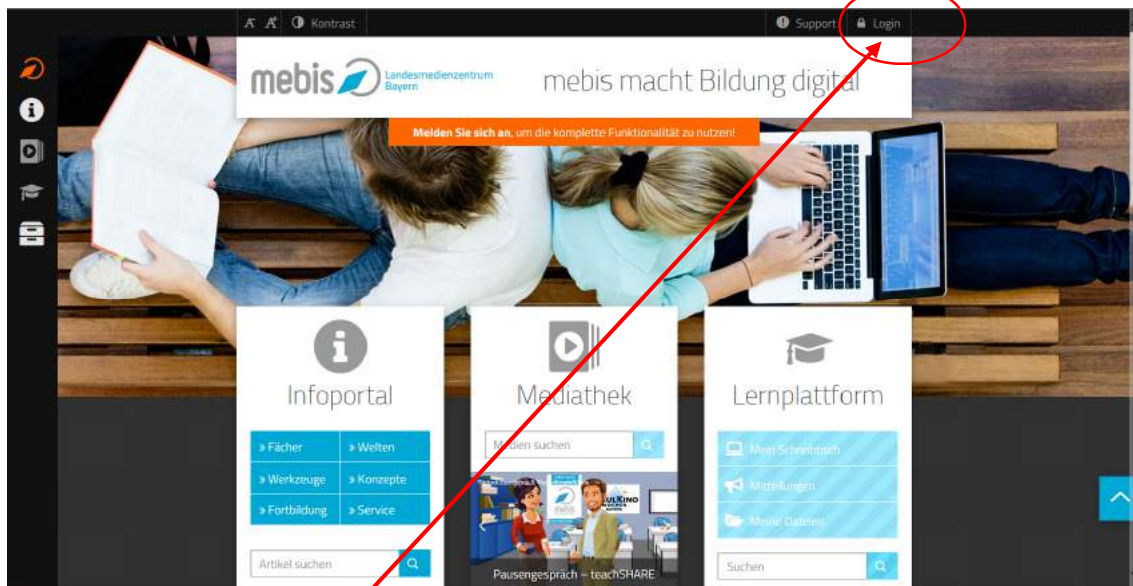 A- A+ Kontrast
Support Login
mebis Landesmedienzentrum Bayern
mebis macht Bildung digital
Melden Sie sich an, um die komplette Funktionalität zu nutzen!
Infoportal
» Fächer » Welten
» Werkzeuge » Konzepte
» Fortbildung » Service
Artikel suchen
Mediathek
Medien suchen
mebis
Pausengespräch – teachSHARE
Lernplattform
Mein Schreibtisch
Mitteilungen
Meine Dateien
Suchen